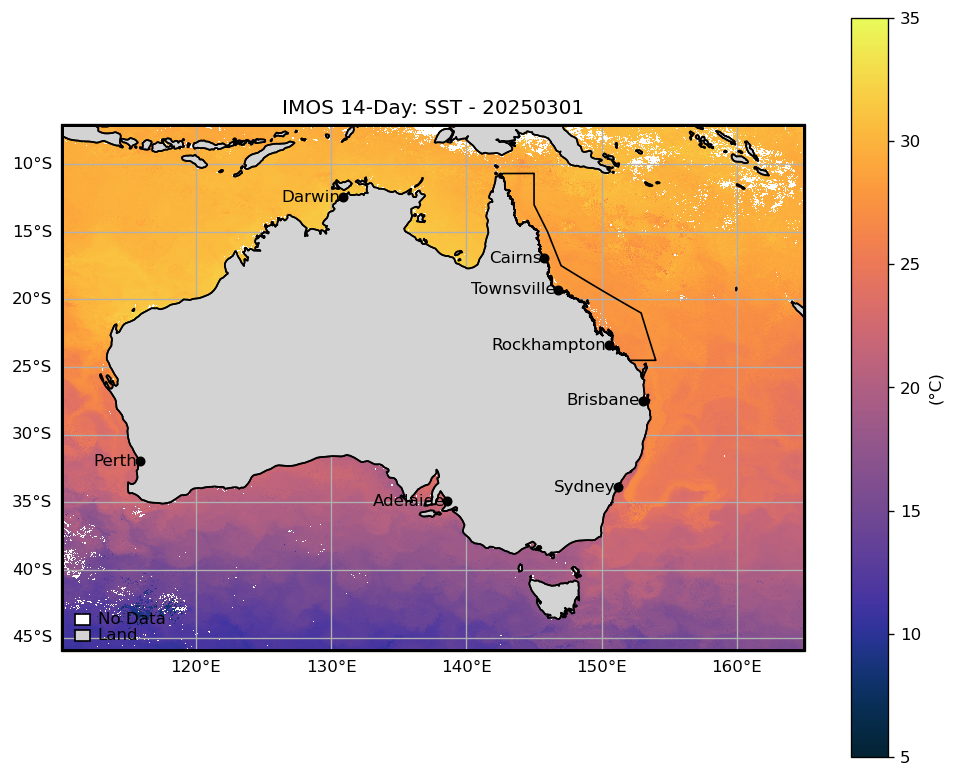 IMOS 14-Day: SST - 20250301
35
30
25
20
15
10
5
(°C)
10°S
15°S
20°S
25°S
30°S
35°S
40°S
45°S
Darwin
Cairns
Townsville
Rockhampton
Brisbane
Perth
Sydney
Adelaide
No Data
Land
120°E 130°E 140°E 150°E 160°E